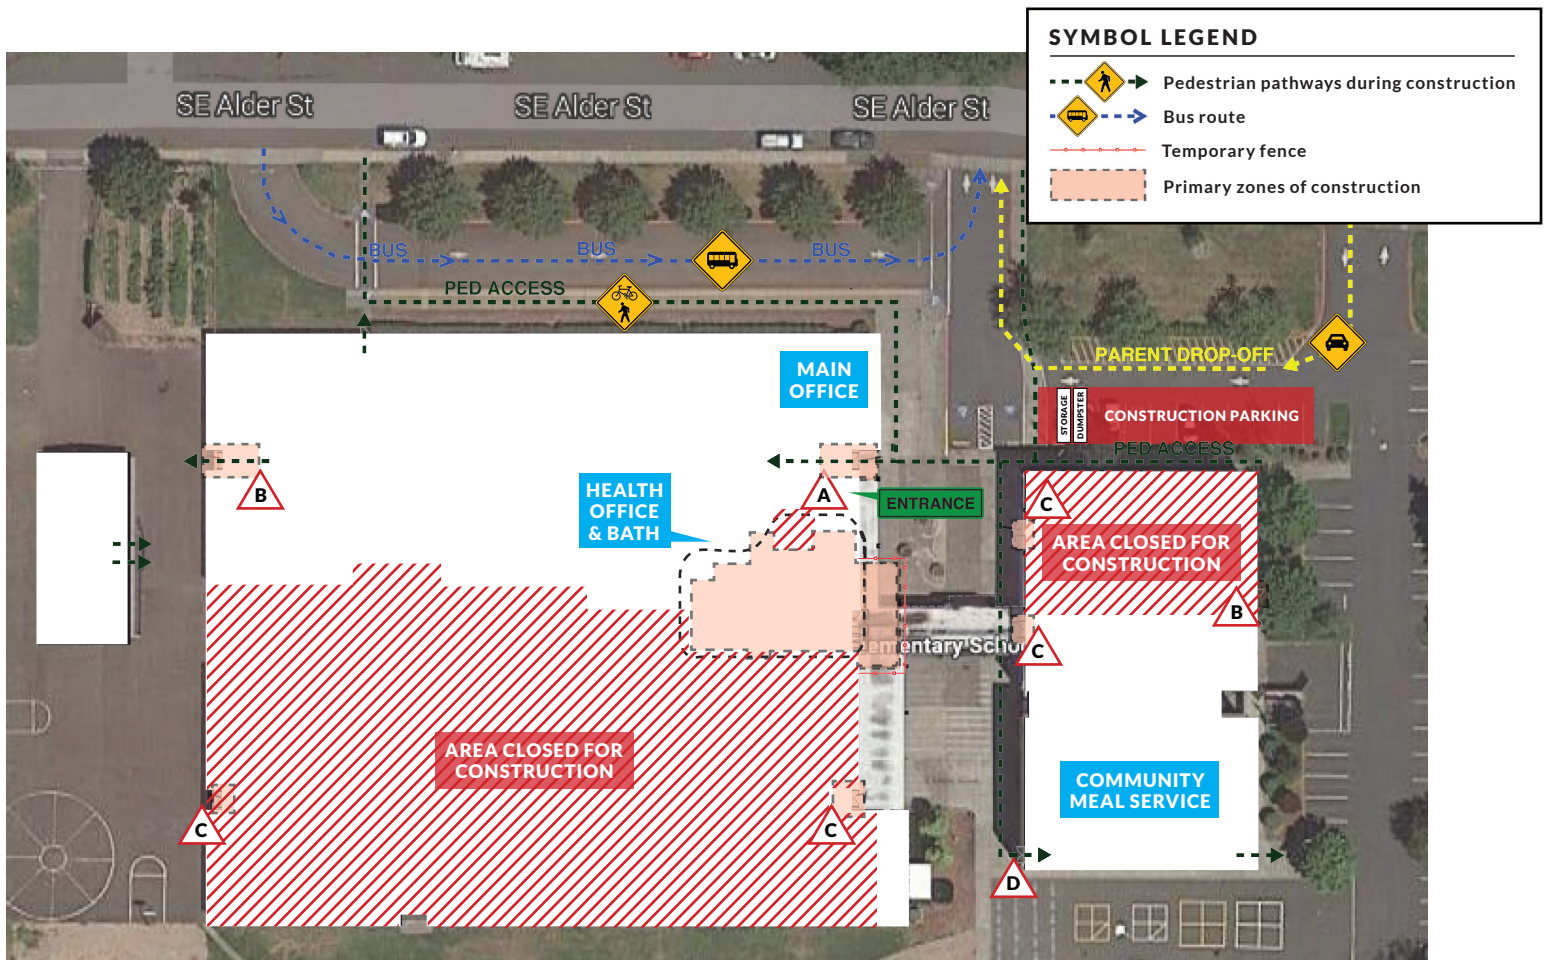 SYMBOL LEGEND
Pedestrian pathways during construction
Bus route
Temporary fence
Primary zones of construction
SE Alder St
SE Alder St
SE Alder St
BUS
BUS
BUS
PED ACCESS
PARENT DROP-OFF
MAIN
OFFICE
STORAGE
DUMPSTER
CONSTRUCTION PARKING
PED ACCESS
B
HEALTH
OFFICE
& BATH
A
ENTRANCE
C
AREA CLOSED FOR
CONSTRUCTION
B
ementary Scho
C
AREA CLOSED FOR
CONSTRUCTION
COMMUNITY
MEAL SERVICE
C
C
D